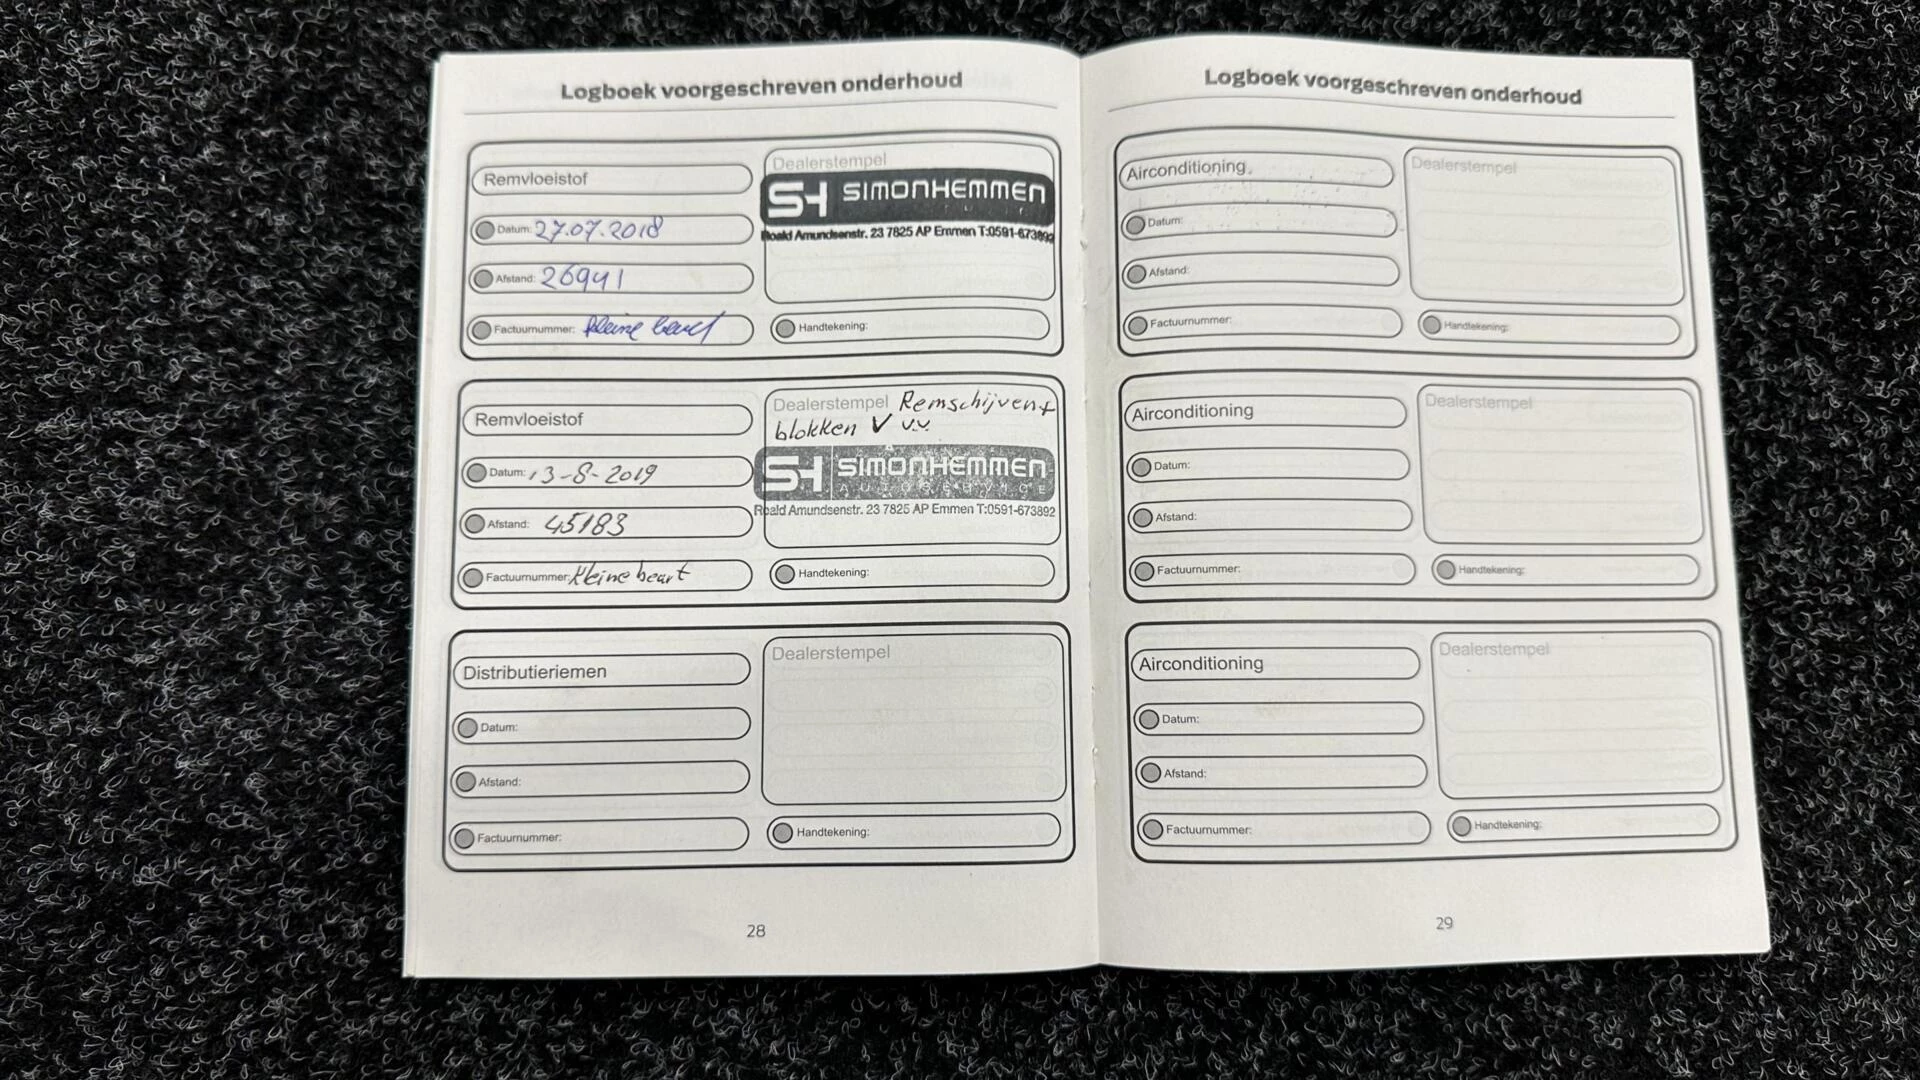 Logboek voorgeschreven onderhoud
Remvloeistof
Datum: 27.07.2018
Afstand: 26941
Factuurnummer: kleine beurt
Dealerstempel
SH SIMONHEMMEN
Roald Amundsenstr. 23 7825 AP Emmen T:0591-673892
Handtekening:
Remvloeistof
Datum: 13-8-2019
Afstand: 45183
Factuurnummer: kleine beurt
Dealerstempel Remschijven +
blokken ✓ v.v.
SH SIMONHEMMEN
AUTOSERVICE
Roald Amundsenstr. 23 7825 AP Emmen T:0591-673892
Handtekening:
Distributieriemen
Datum:
Afstand:
Factuurnummer:
Dealerstempel
Handtekening:
28
Logboek voorgeschreven onderhoud
Airconditioning
Datum:
Afstand:
Factuurnummer:
Dealerstempel
Handtekening:
Airconditioning
Datum:
Afstand:
Factuurnummer:
Dealerstempel
Handtekening:
Airconditioning
Datum:
Afstand:
Factuurnummer:
Dealerstempel
Handtekening:
29